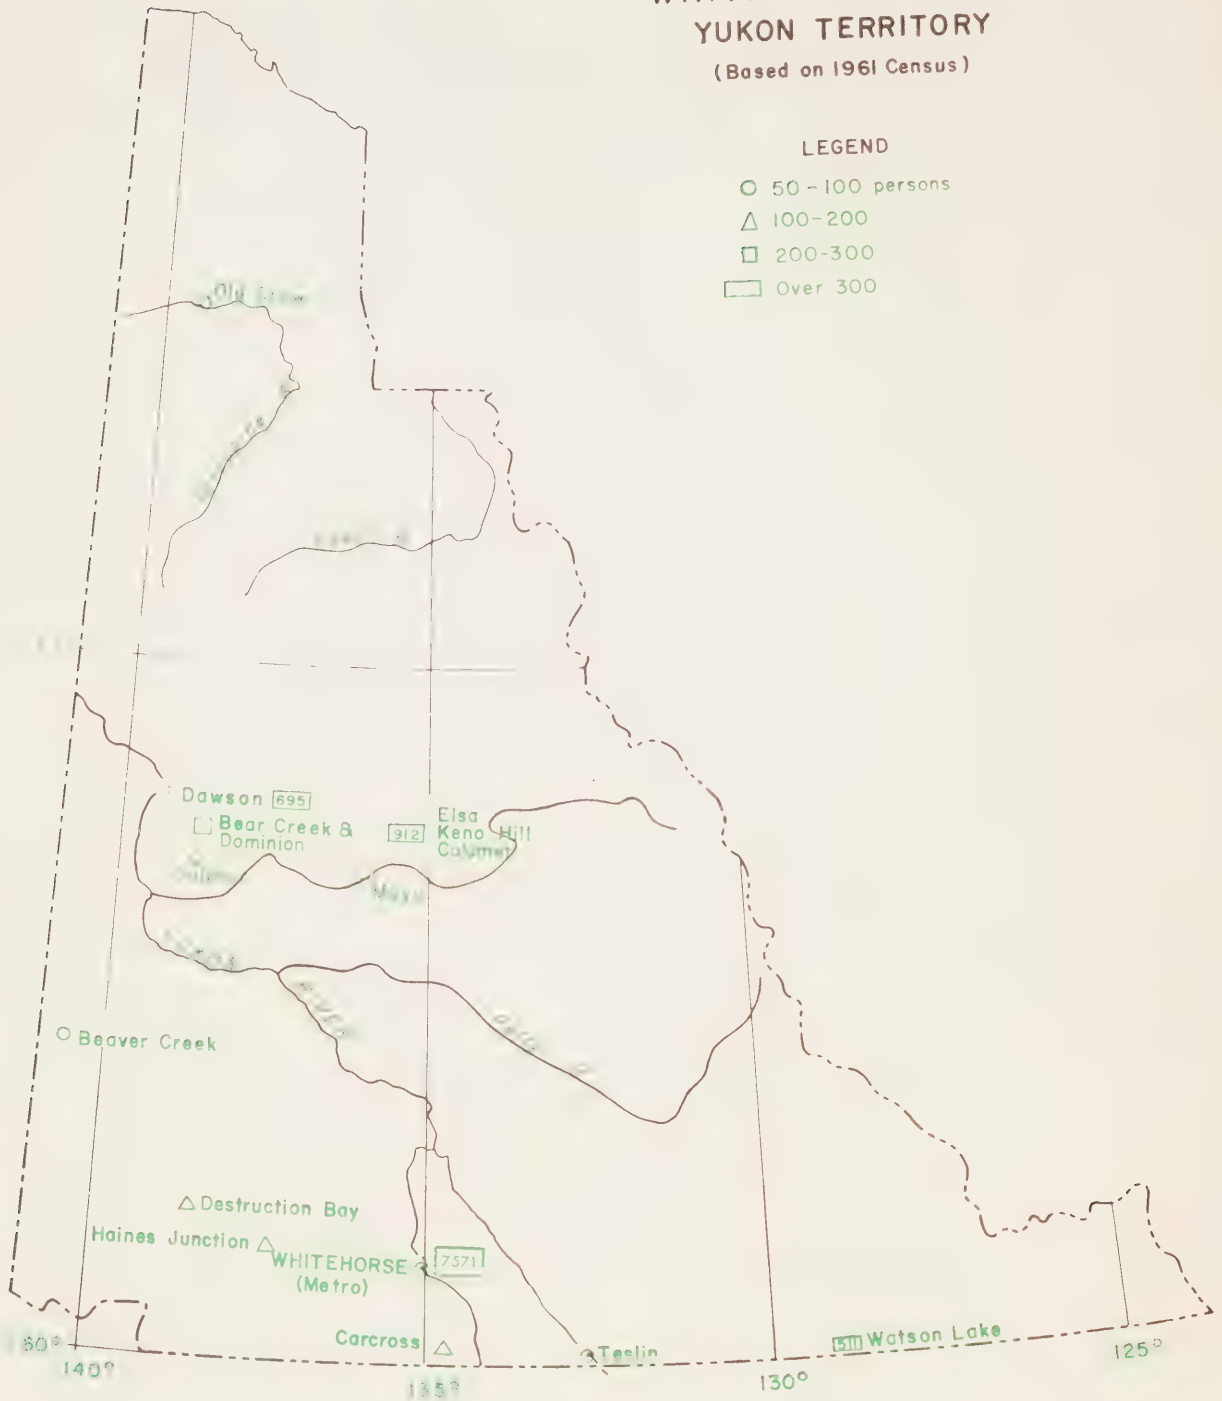 YUKON TERRITORY
(Based on 1961 Census)
LEGEND
50-100 persons
100-200
200-300
Over 300
Old Crow
Dawson 695
Bear Creek &
Dominion
912
Elsa
Keno Hill
Calumet
Mayo
YUKON
RIVER
Beaver Creek
Destruction Bay
Haines Junction
WHITEHORSE 7571
(Metro)
Carcross
Teslin
511 Watson Lake
60°
140°
135°
130°
125°